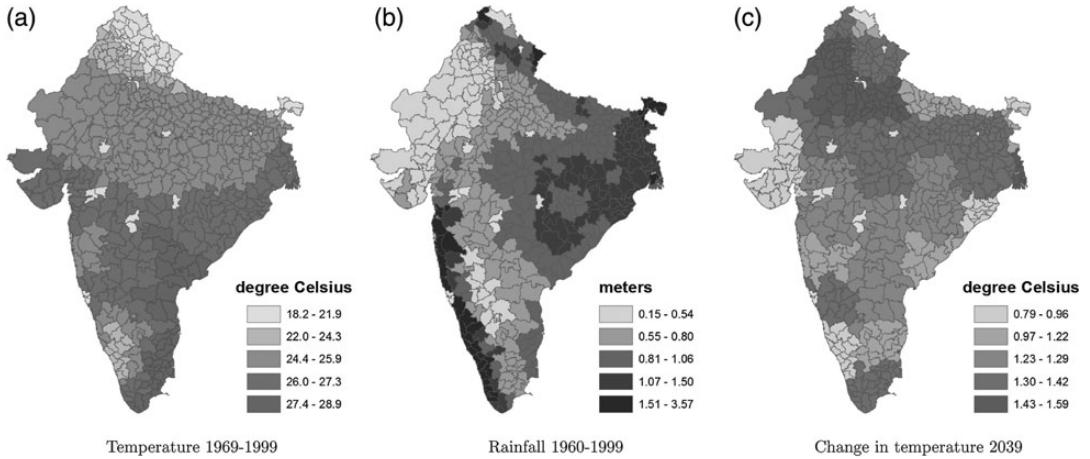 (a)
(b)
(c)
degree Celsius
18.2 - 21.9
22.0 - 24.3
24.4 - 25.9
26.0 - 27.3
27.4 - 28.9
meters
0.15 - 0.54
0.55 - 0.80
0.81 - 1.06
1.07 - 1.50
1.51 - 3.57
degree Celsius
0.79 - 0.96
0.97 - 1.22
1.23 - 1.29
1.30 - 1.42
1.43 - 1.59
Temperature 1969-1999
Rainfall 1960-1999
Change in temperature 2039